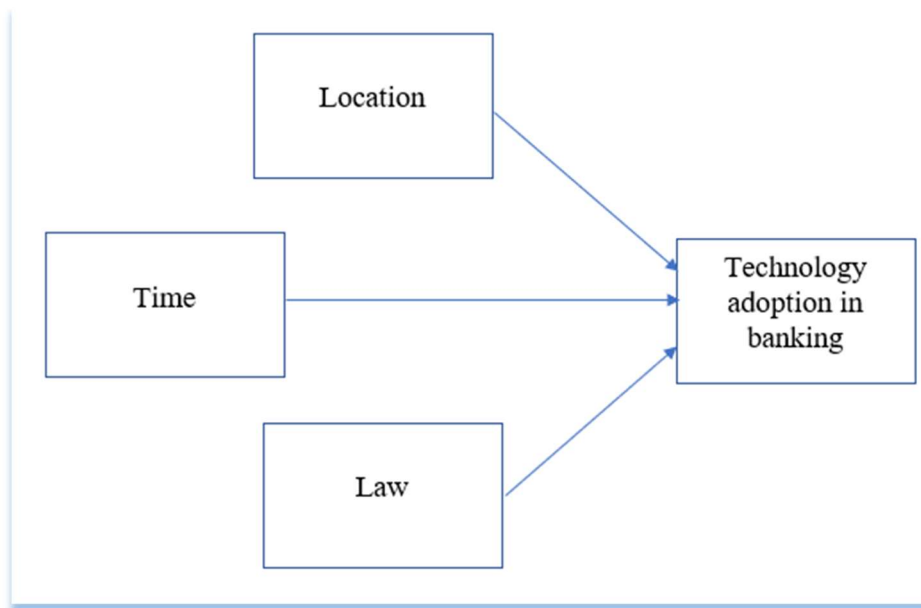 Location
Time
Technology
adoption in
banking
Law